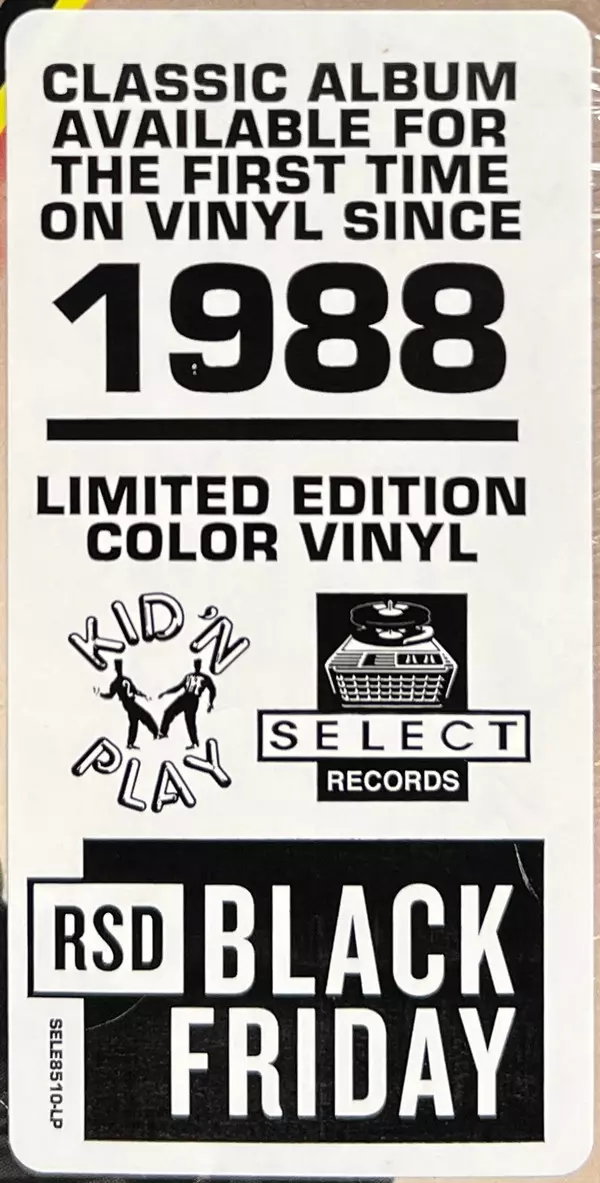 CLASSIC ALBUM
AVAILABLE FOR
THE FIRST TIME
ON VINYL SINCE
1988
LIMITED EDITION
COLOR VINYL
KID 'N
PLAY
SELECT
RECORDS
RSD BLACK
FRIDAY
SELE8510-LP